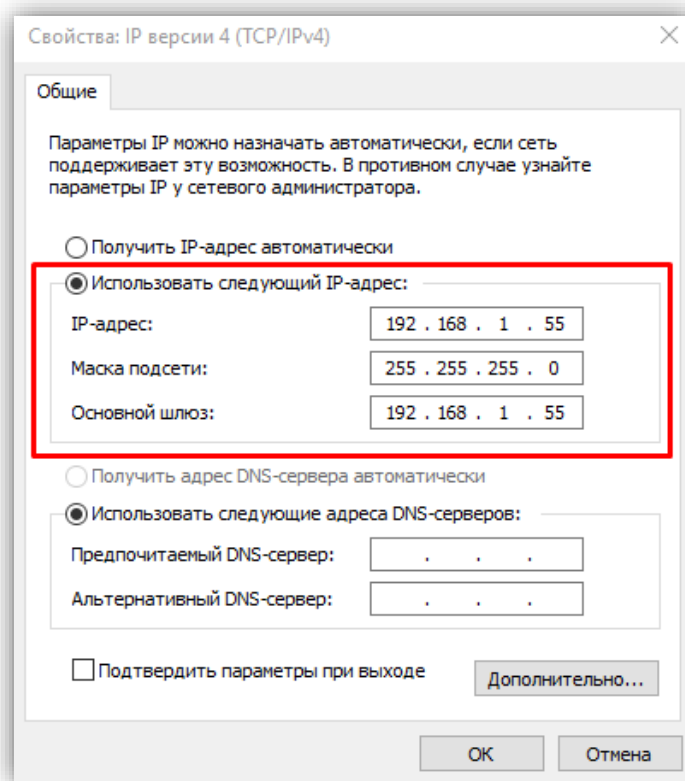 Свойства: IP версии 4 (TCP/IPv4)
Общие
Параметры IP можно назначать автоматически, если сеть
поддерживает эту возможность. В противном случае узнайте
параметры IP у сетевого администратора.
Получить IP-адрес автоматически
Использовать следующий IP-адрес:
IP-адрес: 192 . 168 . 1 . 55
Маска подсети: 255 . 255 . 255 . 0
Основной шлюз: 192 . 168 . 1 . 55
Получить адрес DNS-сервера автоматически
Использовать следующие адреса DNS-серверов:
Предпочитаемый DNS-сервер: . . .
Альтернативный DNS-сервер: . . .
Подтвердить параметры при выходе
Дополнительно...
ОК Отмена